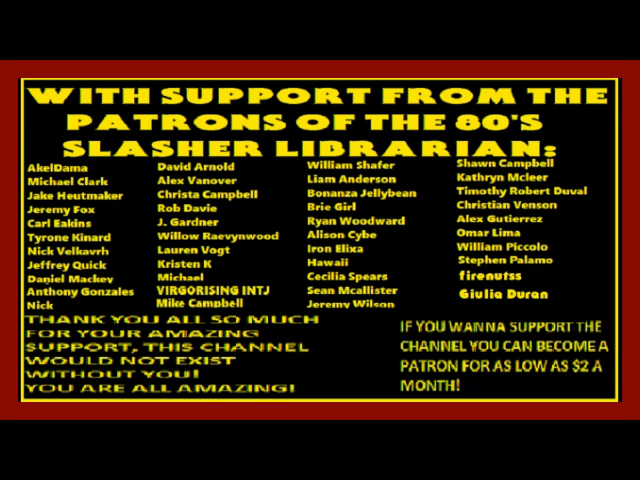 WITH SUPPORT FROM THE
PATRONS OF THE 80'S
SLASHER LIBRARIAN:
AkelDama
Michael Clark
Jake Heutmaker
Jeremy Fox
Carl Eakins
Tyrone Kinard
Nick Velkavrh
Jeffrey Quick
Daniel Mackey
Anthony Gonzales
Nick
David Arnold
Alex Vanover
Christa Campbell
Rob Davie
J. Gardner
Willow Raevynwood
Lauren Vogt
Kristen K
Michael
VIRGORISING INTJ
Mike Campbell
William Shafer
Liam Anderson
Bonanza Jellybean
Brie Girl
Ryan Woodward
Alison Cybe
Iron Elixa
Hawaii
Cecilia Spears
Sean Mcallister
Jeremy Wilson
Shawn Campbell
Kathryn Mcleer
Timothy Robert Duval
Christian Venson
Alex Gutierrez
Omar Lima
William Piccolo
Stephen Palamo
firenutss
Giulia Duran
THANK YOU ALL SO MUCH
FOR YOUR AMAZING
SUPPORT, THIS CHANNEL
WOULD NOT EXIST
WITHOUT YOU!
YOU ARE ALL AMAZING!
IF YOU WANNA SUPPORT THE
CHANNEL YOU CAN BECOME A
PATRON FOR AS LOW AS $2 A
MONTH!